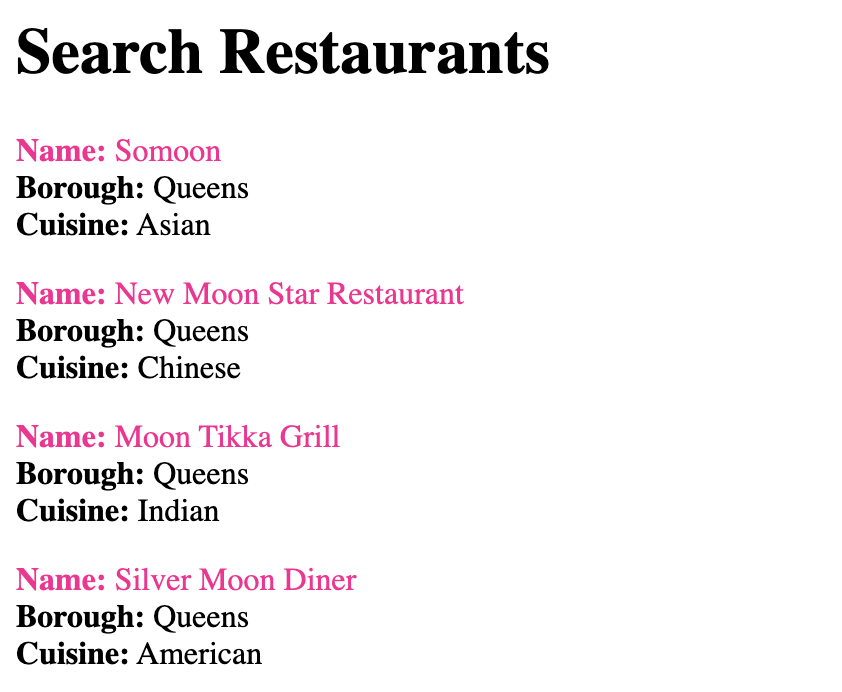 Search Restaurants
Name: Somoon
Borough: Queens
Cuisine: Asian
Name: New Moon Star Restaurant
Borough: Queens
Cuisine: Chinese
Name: Moon Tikka Grill
Borough: Queens
Cuisine: Indian
Name: Silver Moon Diner
Borough: Queens
Cuisine: American